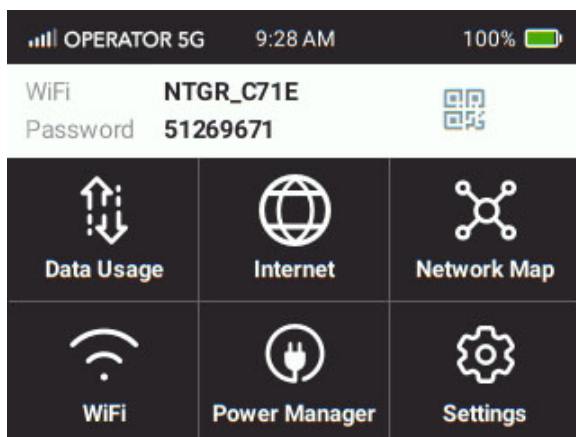 OPERATOR 5G 9:28 AM 100%
WiFi NTGR_C71E
Password 51269671
Data Usage Internet Network Map
WiFi Power Manager Settings